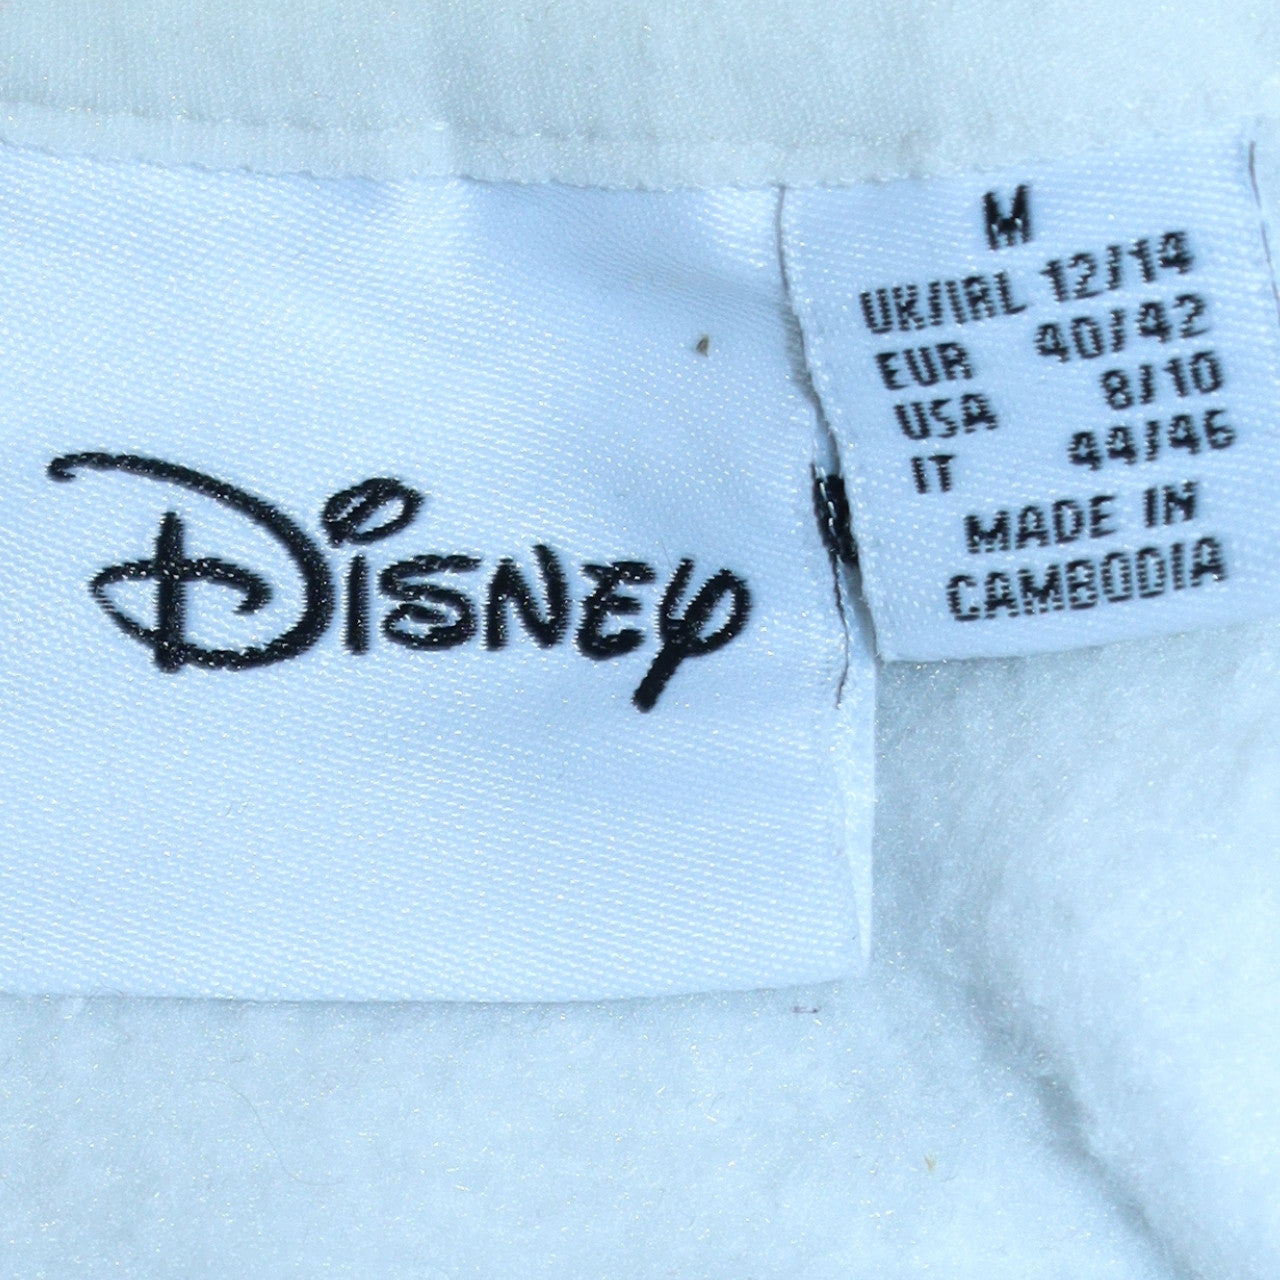 Disney
M
UK/IRL 12/14
EUR 40/42
USA 8/10
IT 44/46
MADE IN
CAMBODIA